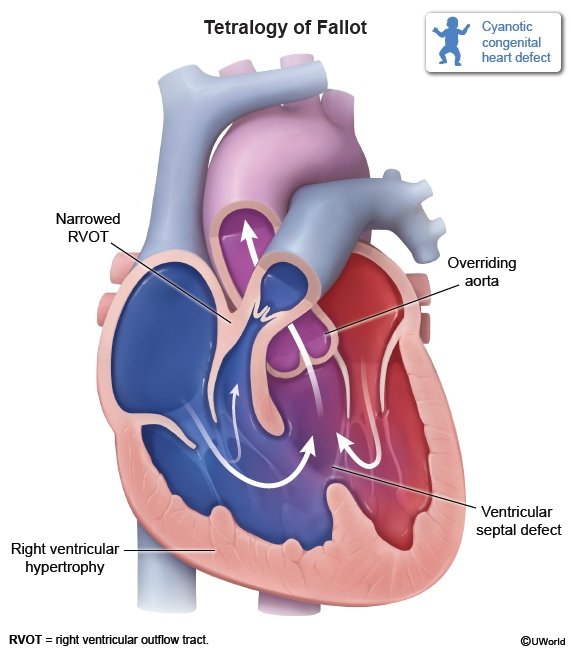 Tetralogy of Fallot
Cyanotic
congenital
heart defect
Narrowed
RVOT
Overriding
aorta
Ventricular
septal defect
Right ventricular
hypertrophy
RVOT = right ventricular outflow tract.
©UWorld